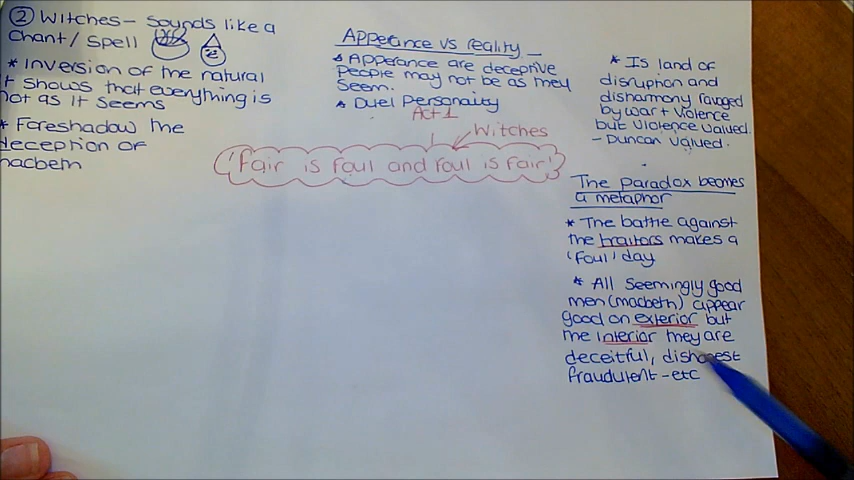 ② Witches - Sounds like a
Chant / Spell
* Inversion of the natural
It shows that everything is
not as it seems
* Foreshadow the
deception of
macbeth
Apperance vs reality
* Apperance are deceptive
People may not be as they
Seem.
* Duel Personality
Act 1
Witches
'Fair is Foul and Foul is Fair'
* Is land of
disruption and
disharmony ravaged
by war + violence
but violence valued.
- Duncan valued.
The Paradox becomes
a metaphor
* The battle against
the traitors makes a
'foul' day
* All Seemingly good
men (macbeth) appear
good on exterior but
the interior they are
deceitful, dishonest
fraudulent - etc